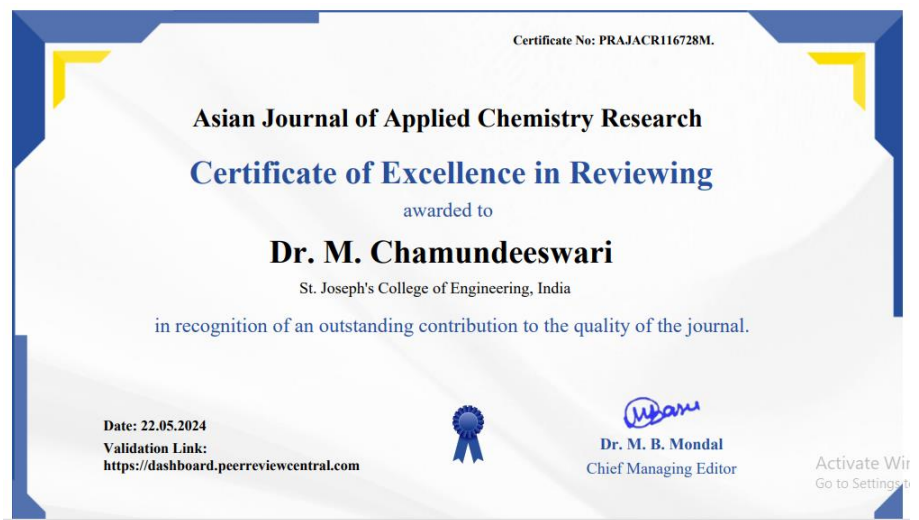 Certificate No: PRAJACR116728M.
Asian Journal of Applied Chemistry Research
Certificate of Excellence in Reviewing
awarded to
Dr. M. Chamundeeswari
St. Joseph's College of Engineering, India
in recognition of an outstanding contribution to the quality of the journal.
Date: 22.05.2024
Validation Link:
https://dashboard.peerreviewcentral.com
Dr. M. B. Mondal
Chief Managing Editor
Activate Win
Go to Settings to